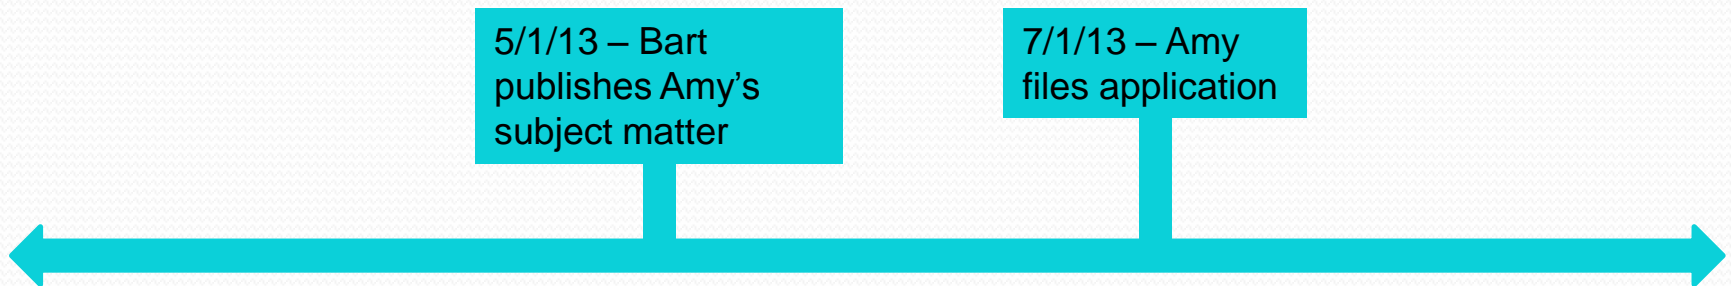 5/1/13 – Bart
publishes Amy’s
subject matter
7/1/13 – Amy
files application